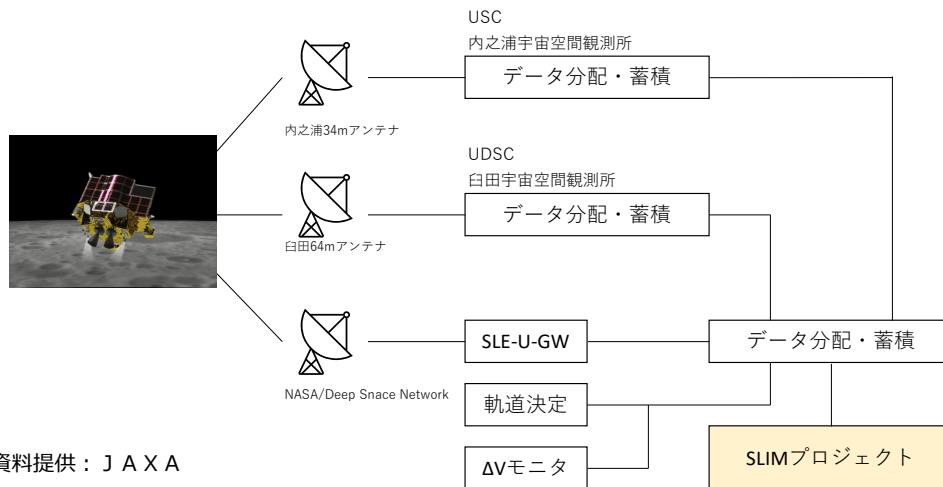 USC
内之浦宇宙空間観測所
データ分配・蓄積
内之浦34mアンテナ
UDSC
臼田宇宙空間観測所
データ分配・蓄積
臼田64mアンテナ
SLE-U-GW
データ分配・蓄積
NASA/Deep Snace Network
軌道決定
ΔVモニタ
SLIMプロジェクト
資料提供：ＪＡＸＡ